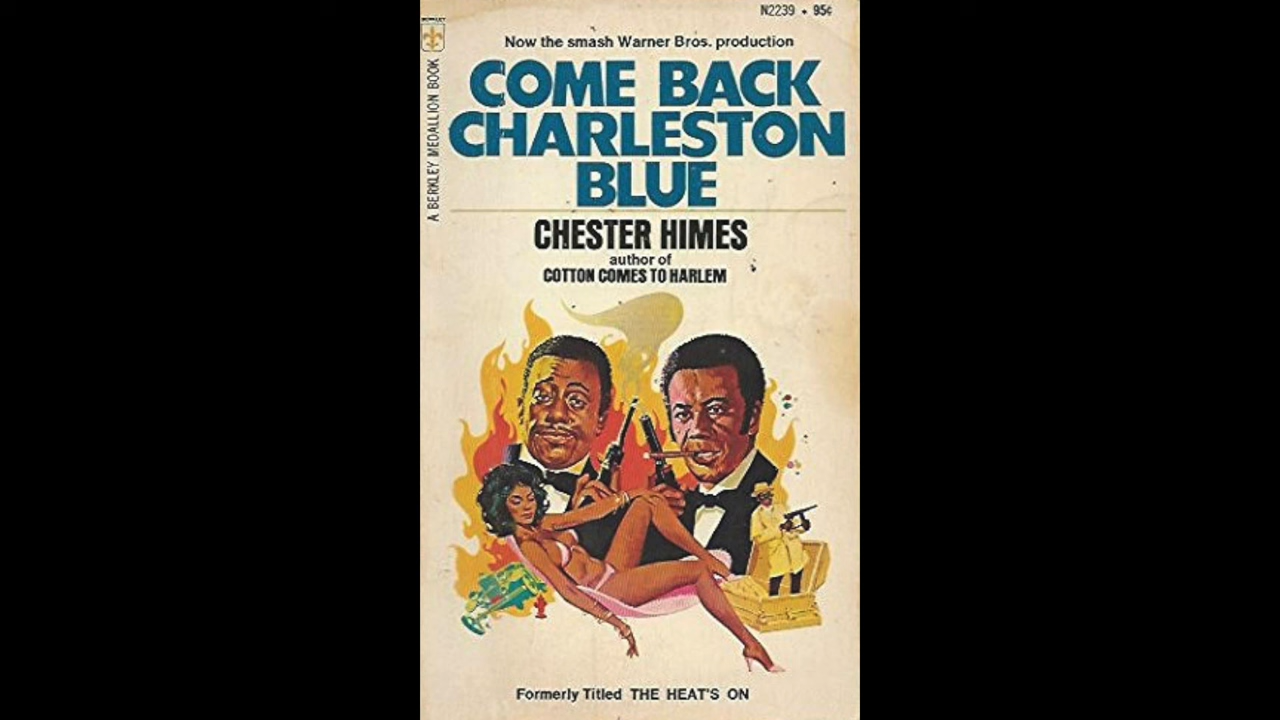 N2239 • 95¢
BERKLEY
A BERKLEY MEDALLION BOOK
Now the smash Warner Bros. production
COME BACK
CHARLESTON
BLUE
CHESTER HIMES
author of
COTTON COMES TO HARLEM
Formerly Titled THE HEAT'S ON